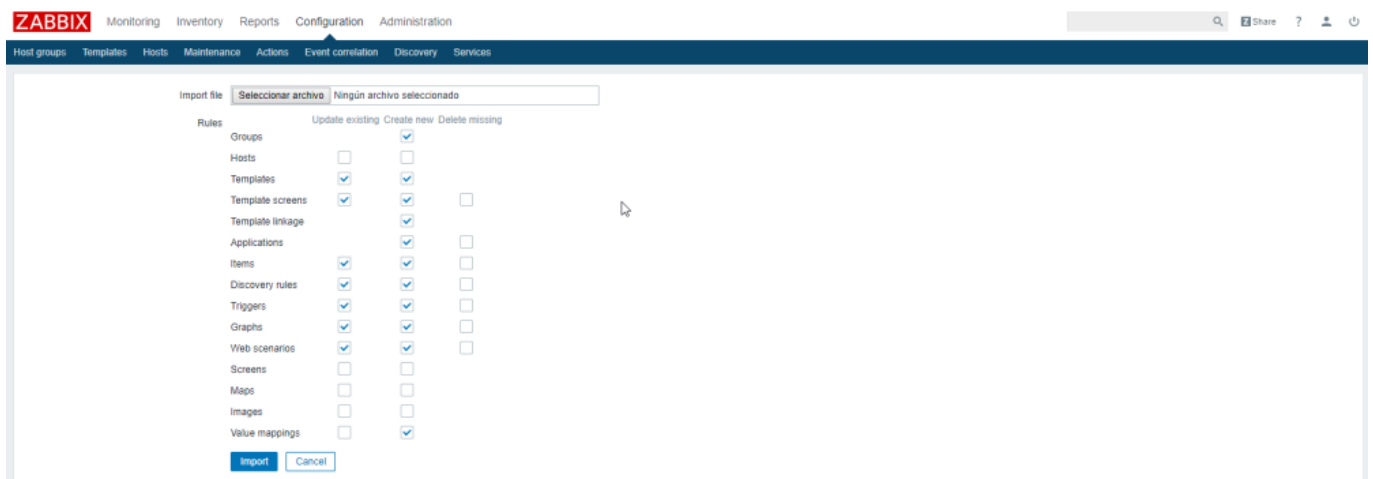 ZABBIX Monitoring Inventory Reports Configuration Administration Share ?
Host groups Templates Hosts Maintenance Actions Event correlation Discovery Services
Import file Seleccionar archivo Ningún archivo seleccionado
Rules Update existing Create new Delete missing
Groups
Hosts
Templates
Template screens
Template linkage
Applications
Items
Discovery rules
Triggers
Graphs
Web scenarios
Screens
Maps
Images
Value mappings
Import Cancel